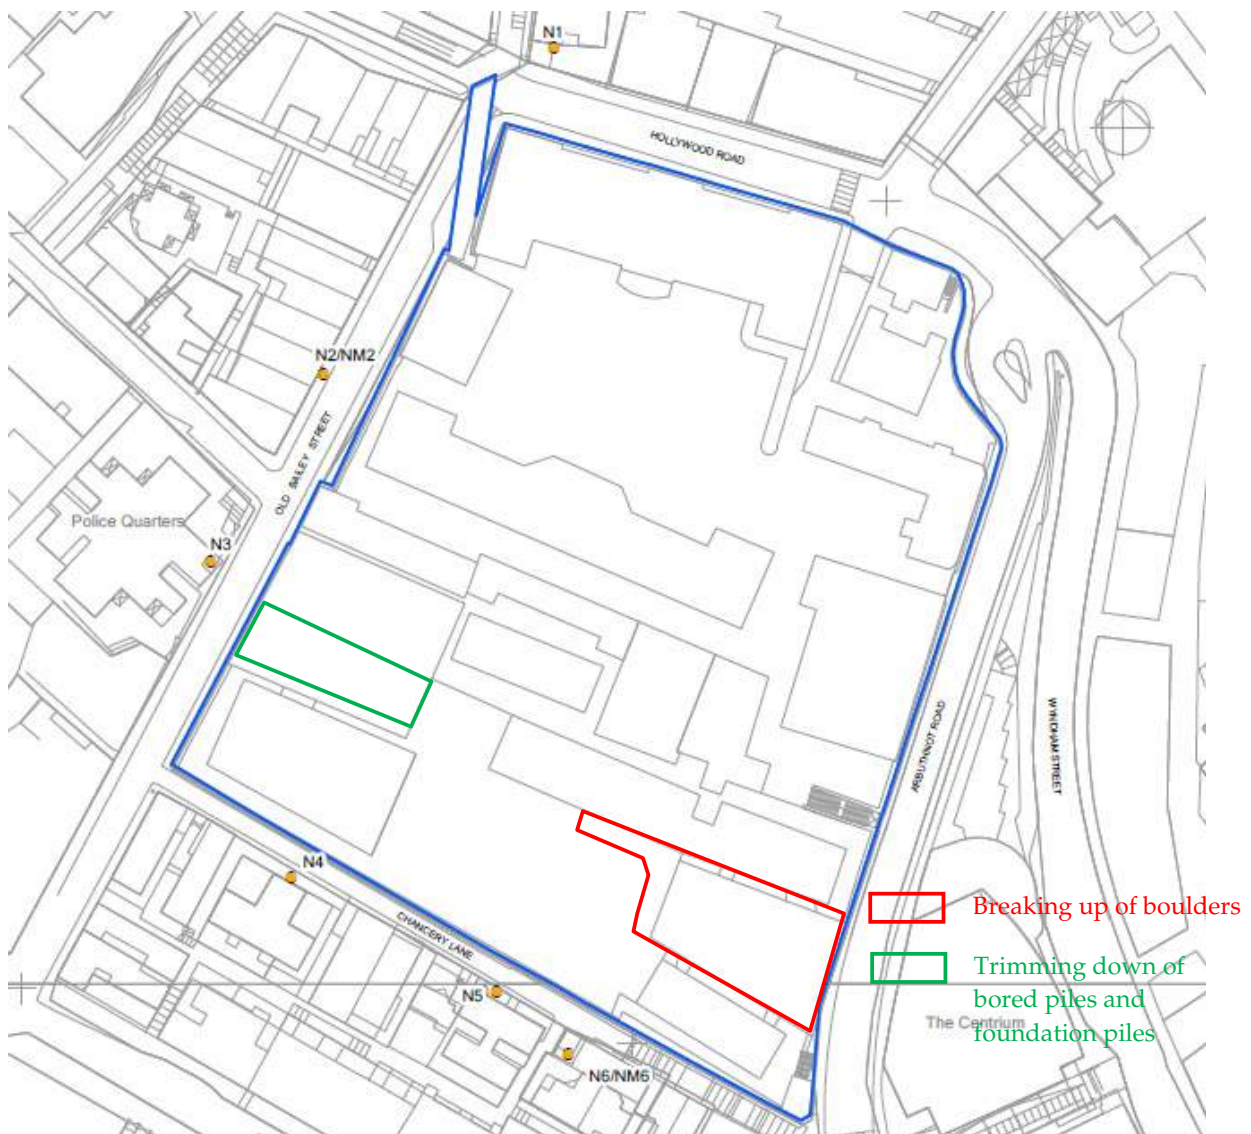 N1
HOLLYWOOD ROAD
N2/NM2
OLD BAILEY STREET
Police Quarters
N3
ARBUTHNOT ROAD
WYNDHAM STREET
N4
CHANCERY LANE
Breaking up of boulders
Trimming down of
bored piles and
foundation piles
N5
The Centrium
N6/NM6